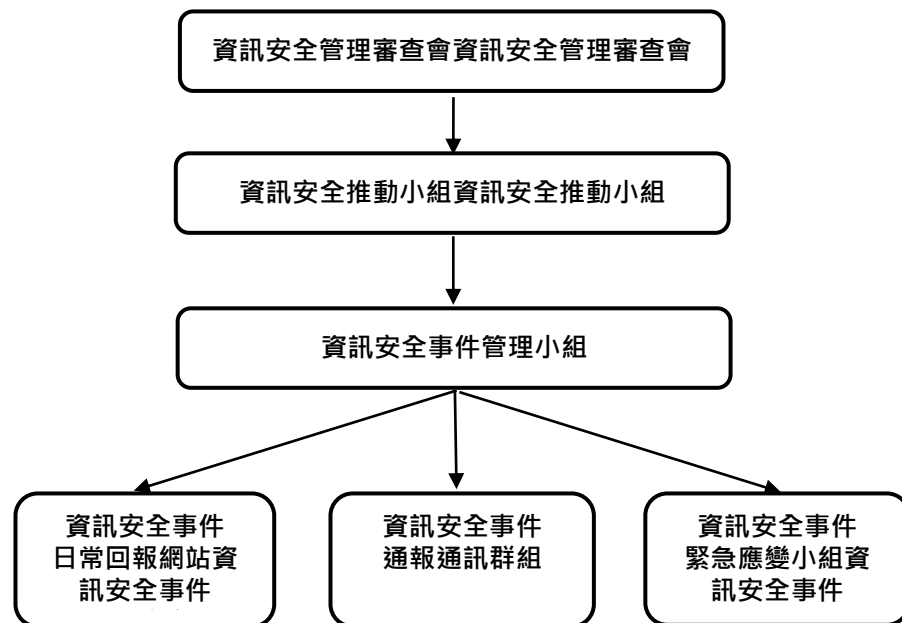 資訊安全管理審查會資訊安全管理審查會
資訊安全推動小組資訊安全推動小組
資訊安全事件管理小組
資訊安全事件
日常回報網站資
訊安全事件
資訊安全事件
通報通訊群組
資訊安全事件
緊急應變小組資
訊安全事件